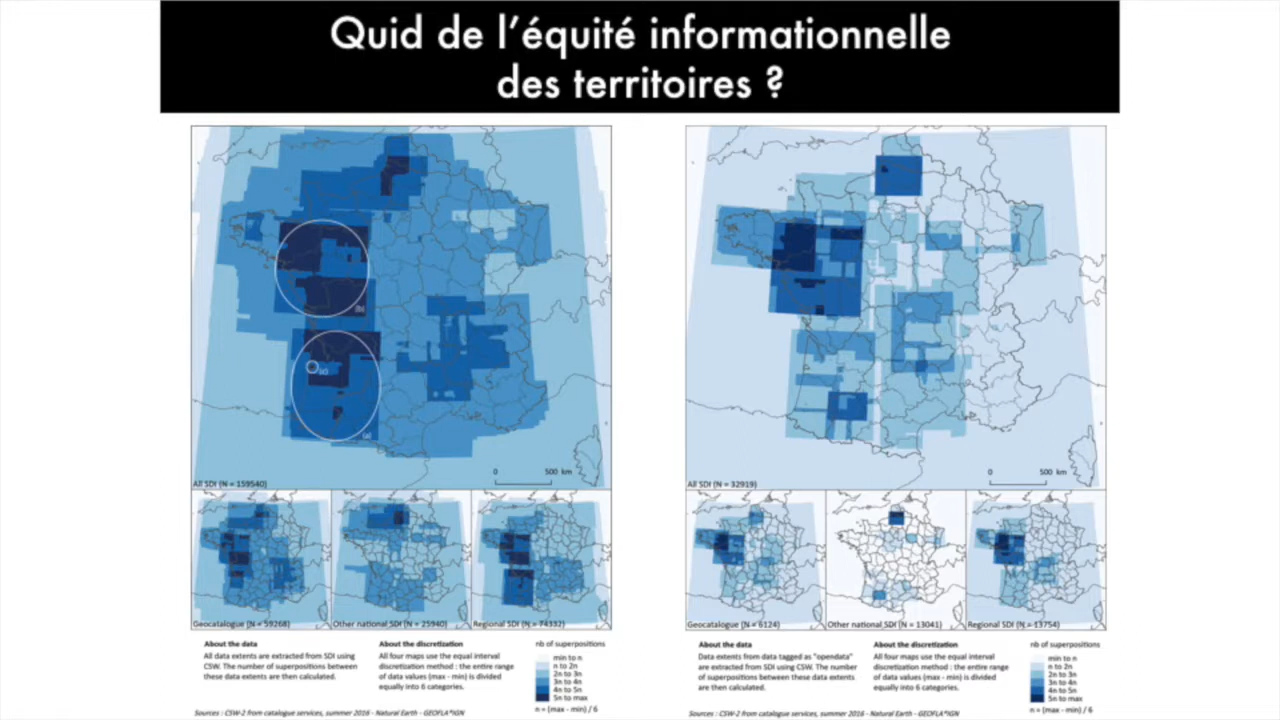 Quid de l'équité informationnelle
des territoires ?
(b)
(c)
(a)
0 500 km
All SDI (N = 159540)
Geocatalogue (N = 59268)
Other national SDI (N = 25940)
Regional SDI (N = 74332)
About the data
All data extents are extracted from SDI using
CSW. The number of superpositions between
these data extents are then calculated.
About the discretization
All four maps use the equal interval
discretization method : the entire range
of data values (max - min) is divided
equally into 6 categories.
nb of superpositions
min to n
n to 2n
2n to 3n
3n to 4n
4n to 5n
5n to max
n = (max - min) / 6
Sources : CSW-2 from catalogue services, summer 2016 - Natural Earth - GEOFLA®IGN
0 500 km
All SDI (N = 32919)
Geocatalogue (N = 6124)
Other national SDI (N = 13041)
Regional SDI (N = 13754)
About the data
Data extents from data tagged as "opendata"
are extracted from SDI using CSW. The number
of superpositions between these data extents
are then calculated.
About the discretization
All four maps use the equal interval
discretization method : the entire range
of data values (max - min) is divided
equally into 6 categories.
nb of superpositions
min to n
n to 2n
2n to 3n
3n to 4n
4n to 5n
5n to max
n = (max - min) / 6
Sources : CSW-2 from catalogue services, summer 2016 - Natural Earth - GEOFLA®IGN